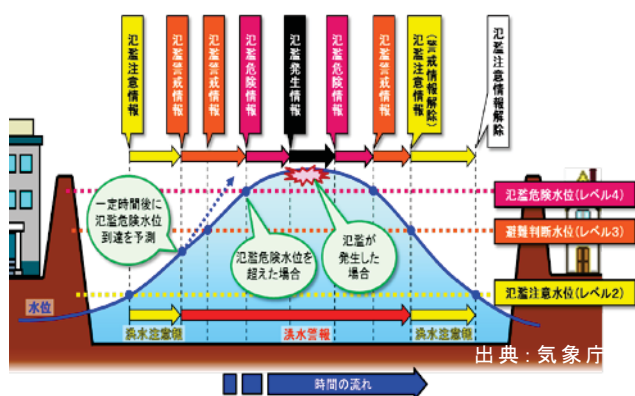 氾濫注意情報
氾濫警戒情報
氾濫警戒情報
氾濫危険情報
氾濫発生情報
氾濫危険情報
氾濫警戒情報
氾濫注意情報
(警戒情報解除)
氾濫注意情報解除
一定時間後に
氾濫危険水位
到達を予測
氾濫危険水位を
超えた場合
氾濫が
発生した
場合
氾濫危険水位(レベル4)
避難判断水位(レベル3)
氾濫注意水位(レベル2)
水位
洪水注意報
洪水警報
洪水注意報
出典:気象庁
時間の流れ